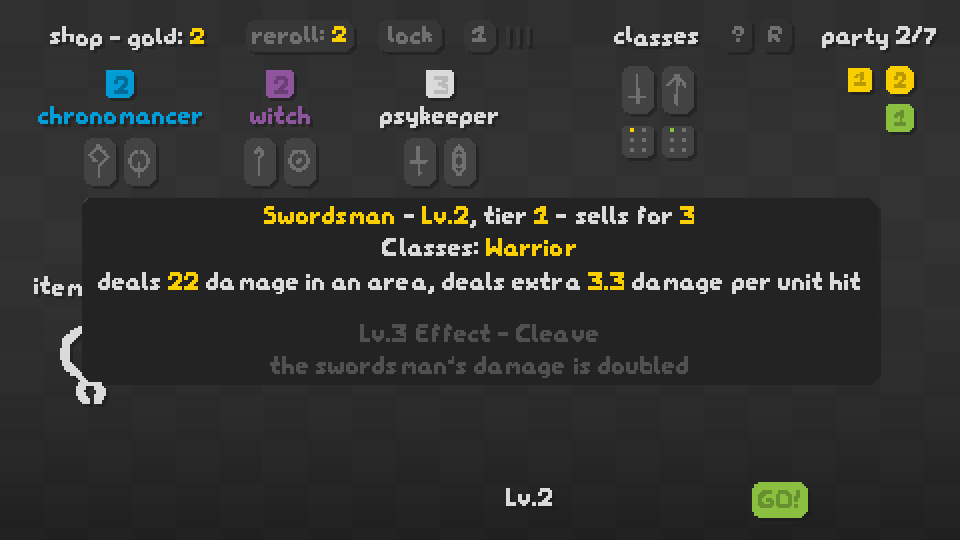 shop - gold: 2 reroll: 2 lock 1 classes ? R party 2/7
2 2 3 1 2
chronomancer witch psykeeper 1
Swordsman - Lv.2, tier 1 - sells for 3
Classes: Warrior
item
deals 22 damage in an area, deals extra 3.3 damage per unit hit
Lv.3 Effect - Cleave
the swordsman's damage is doubled
Lv.2 GO!